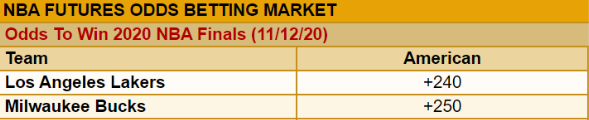 NBA FUTURES ODDS BETTING MARKET
Odds To Win 2020 NBA Finals (11/12/20)
Team American
Los Angeles Lakers +240
Milwaukee Bucks +250